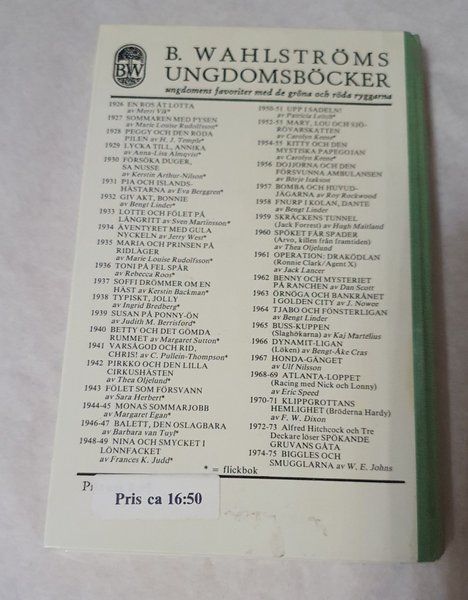 BW
B. WAHLSTRÖMS
UNGDOMSBÖCKER
ungdomens favoriter med de gröna och röda ryggarna
1926 EN ROS ÅT LOTTA
av Merri Vik*
1927 SOMMAREN MED PYSEN
av Marie Louise Rudolfsson*
1928 PEGGY OCH DEN RÖDA
PILEN av H. J. Temple*
1929 LYCKA TILL, ANNIKA
av Anna-Lisa Almqvist*
1930 FÖRSÖKA DUGER,
SA NUSSE
av Kerstin Arthur-Nilson*
1931 PIA OCH ISLANDS-
HÄSTARNA av Eva Berggren*
1932 GIV AKT, BONNIE
av Bengt Linder*
1933 LOTTE OCH FÖLET PÅ
LÅNGRITT av Sven Martinsson*
1934 ÄVENTYRET MED GULA
NYCKELN av Jerry West*
1935 MARIA OCH PRINSEN PÅ
RIDLÄGER
av Marie Louise Rudolfsson*
1936 TONI PÅ FEL SPÅR
av Rebecca Roos*
1937 SOFFI DRÖMMER OM EN
HÄST av Kerstin Backman*
1938 TYPISKT, JOLLY
av Ingrid Bredberg*
1939 SUSAN PÅ PONNY-ÖN
av Judith M. Berrisford*
1940 BETTY OCH DET GÖMDA
RUMMET av Margaret Sutton*
1941 VARSÅGOD OCH RID,
CHRIS! av C. Pullein-Thompson*
1942 PIRKKO OCH DEN LILLA
CIRKUSHÄSTEN
av Thea Oljelund*
1943 FÖLET SOM FÖRSVANN
av Sara Herbert*
1944-45 MONAS SOMMARJOBB
av Margaret Egan*
1946-47 BALETT, DEN OSLAGBARA
av Barbara van Tuyl*
1948-49 NINA OCH SMYCKET I
LÖNNFACKET
av Frances K. Judd*
1950-51 UPP I SADELN!
av Patricia Leitch*
1952-53 MARY, LOU OCH SJÖ-
RÖVARSKATTEN
av Carolyn Keene*
1954-55 KITTY OCH DEN
MYSTISKA PAPEGOJAN
av Carolyn Keene*
1956 DOJJORNA OCH DEN
FÖRSVUNNA AMBULANSEN
av Börje Isakson
1957 BOMBA OCH HUVUD-
JÄGARNA av Roy Rockwood
1958 FNURP I KOLAN, DANTE
av Bengt Linder
1959 SKRÄCKENS TUNNEL
(Jack Forrest) av Hugh Maitland
1960 SPÖKET FÅR SPADER
(Arvo, killen från framtiden)
av Thea Oljelund
1961 OPERATION: DRAKÖDLAN
(Ronnie Clark/Agent X)
av Jack Lancer
1962 BENNY OCH MYSTERIET
PÅ RANCHEN av Dan Scott
1963 ÖRNÖGA OCH BANKRÅNET
I GOLDEN CITY av J. Nowee
1964 TJABO OCH FÖNSTERLIGAN
av Bengt Linder
1965 BUSS-KUPPEN
(Slaghökarna) av Kaj Martelius
1966 DYNAMIT-LIGAN
(Löken) av Bengt-Åke Cras
1967 HONDA-GÄNGET
av Ulf Nilsson
1968-69 ATLANTA-LOPPET
(Racing med Nick och Lonny)
av Eric Speed
1970-71 KLIPPGROTTANS
HEMLIGHET (Bröderna Hardy)
av F. W. Dixon
1972-73 Alfred Hitchcock och Tre
Deckare löser SPÖKANDE
GRUVANS GÅTA
1974-75 BIGGLES OCH
SMUGGLARNA av W. E. Johns
* = flickbok
Pris ca 16:50